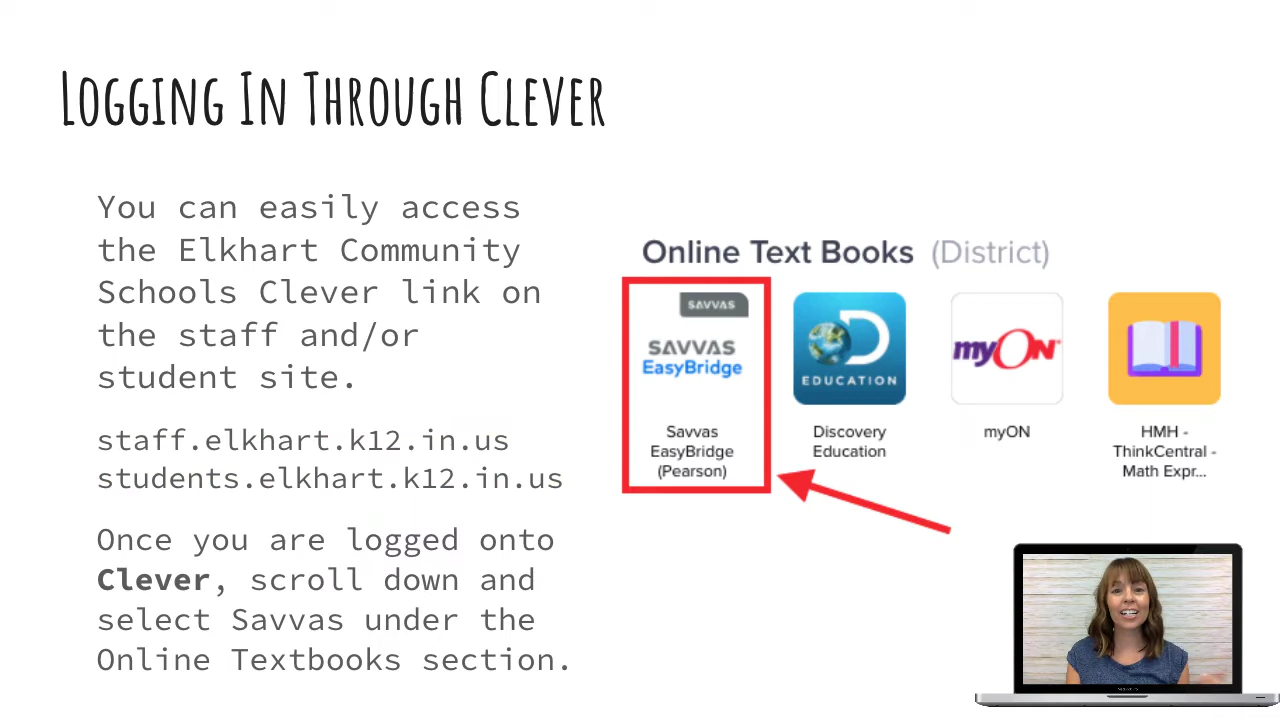 Logging In Through Clever
You can easily access
the Elkhart Community
Schools Clever link on
the staff and/or
student site.
staff.elkhart.k12.in.us
students.elkhart.k12.in.us
Once you are logged onto
Clever, scroll down and
select Savvas under the
Online Textbooks section.
Online Text Books (District)
SAVVAS
SAVVAS
EasyBridge
Savvas
EasyBridge
(Pearson)
D
EDUCATION
Discovery
Education
myON
myON
HMH -
ThinkCentral -
Math Expr...